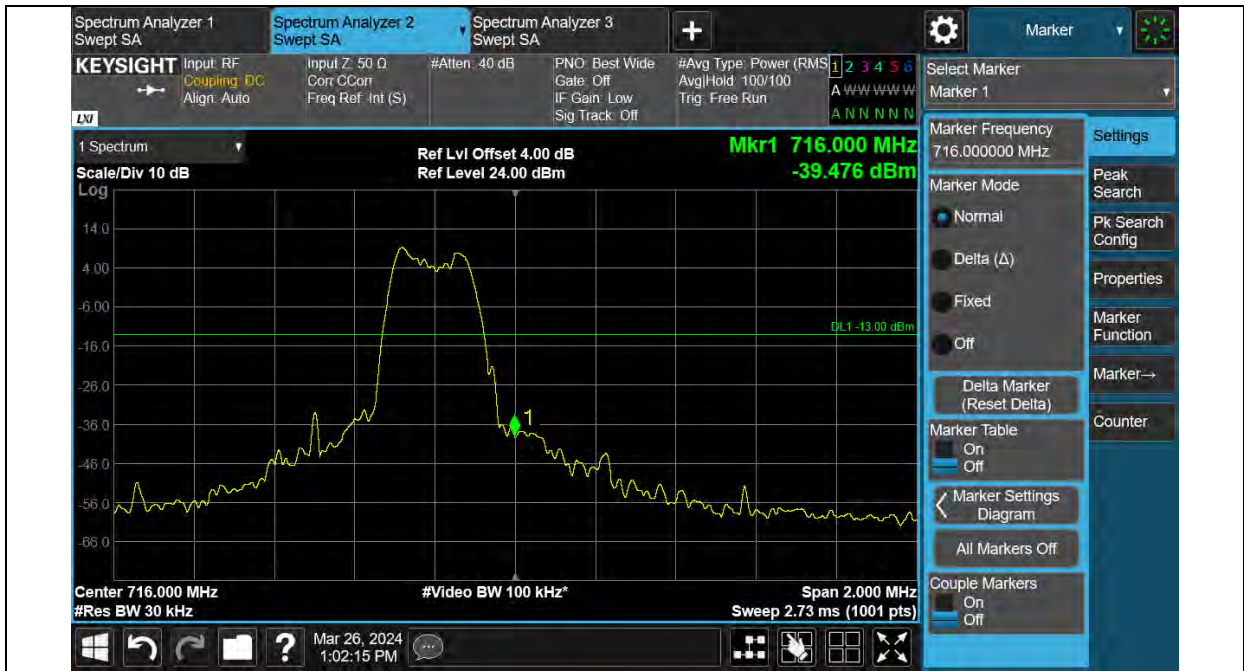 Spectrum Analyzer 1
Swept SA
Spectrum Analyzer 2
Swept SA
Spectrum Analyzer 3
Swept SA
Marker
KEYSIGHT
LXI
Input: RF
Coupling: DC
Align: Auto
Input Z: 50 Ω
Corr CCorr
Freq Ref: Int (S)
#Atten: 40 dB
PNO: Best Wide
Gate: Off
IF Gain: Low
Sig Track: Off
#Avg Type: Power (RMS
Avg|Hold: 100/100
Trig: Free Run
1 2 3 4 5 6
A W W W W W
A N N N N N
Select Marker
Marker 1
1 Spectrum
Scale/Div 10 dB
Log
Ref Lvl Offset 4.00 dB
Ref Level 24.00 dBm
Mkr1 716.000 MHz
-39.476 dBm
14.0
4.00
-6.00
-16.0
-26.0
-36.0
-46.0
-56.0
-66.0
DL1 -13.00 dBm
1
Center 716.000 MHz
#Res BW 30 kHz
#Video BW 100 kHz*
Span 2.000 MHz
Sweep 2.73 ms (1001 pts)
Marker Frequency
716.000000 MHz
Marker Mode
Normal
Delta (Δ)
Fixed
Off
Delta Marker
(Reset Delta)
Marker Table
On
Off
Marker Settings
Diagram
All Markers Off
Couple Markers
On
Off
Settings
Peak
Search
Pk Search
Config
Properties
Marker
Function
Marker→
Counter
?
Mar 26, 2024
1:02:15 PM